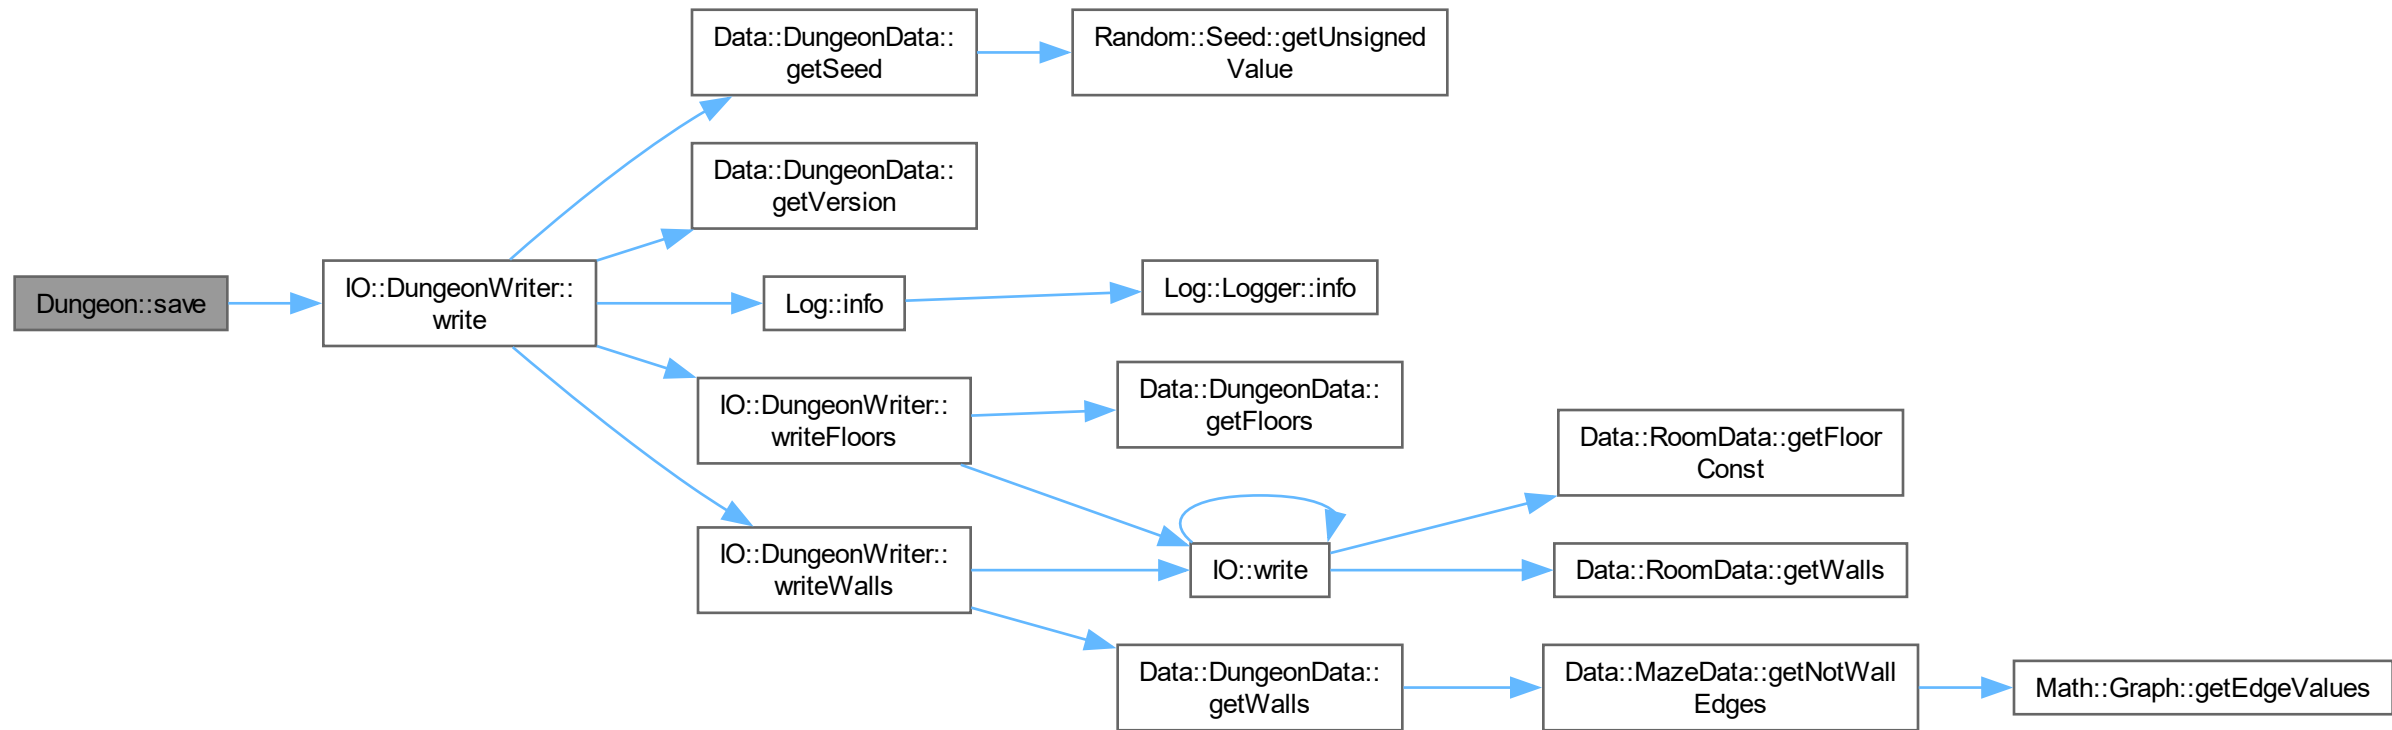 Data::DungeonData::
getSeed
Random::Seed::getUnsigned
Value
Data::DungeonData::
getVersion
Dungeon::save
IO::DungeonWriter::
write
Log::info
Log::Logger::info
IO::DungeonWriter::
writeFloors
Data::DungeonData::
getFloors
Data::RoomData::getFloor
Const
IO::DungeonWriter::
writeWalls
IO::write
Data::RoomData::getWalls
Data::DungeonData::
getWalls
Data::MazeData::getNotWall
Edges
Math::Graph::getEdgeValues